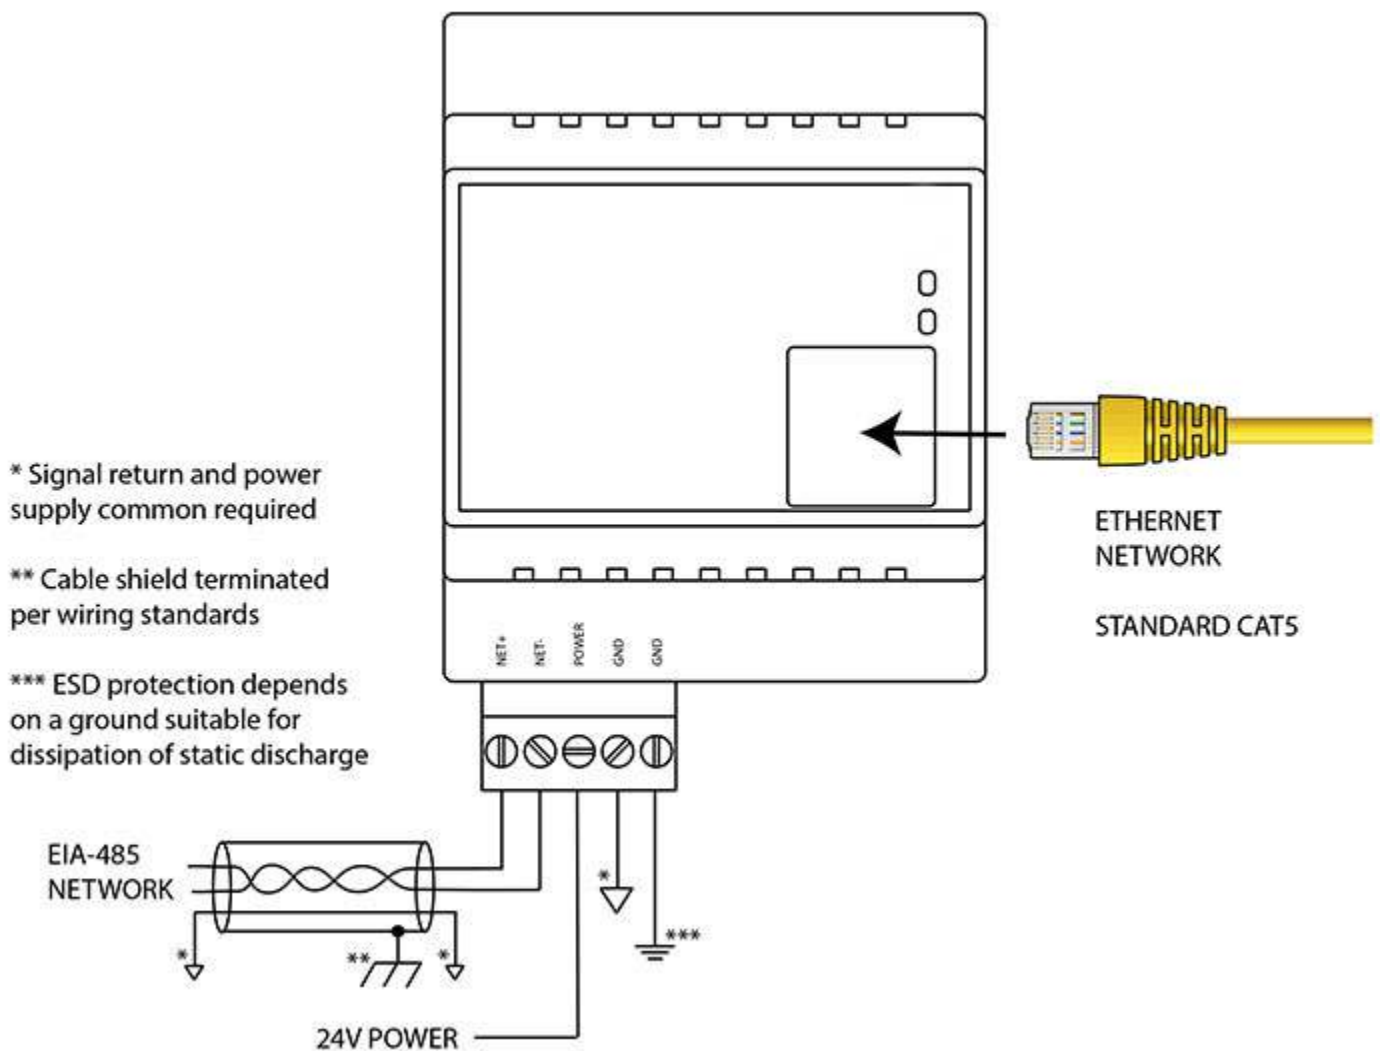 * Signal return and power
supply common required
** Cable shield terminated
per wiring standards
*** ESD protection depends
on a ground suitable for
dissipation of static discharge
ETHERNET
NETWORK
STANDARD CAT5
NET+
NET-
POWER
GND
GND
EIA-485
NETWORK
*
**
*
*
***
24V POWER